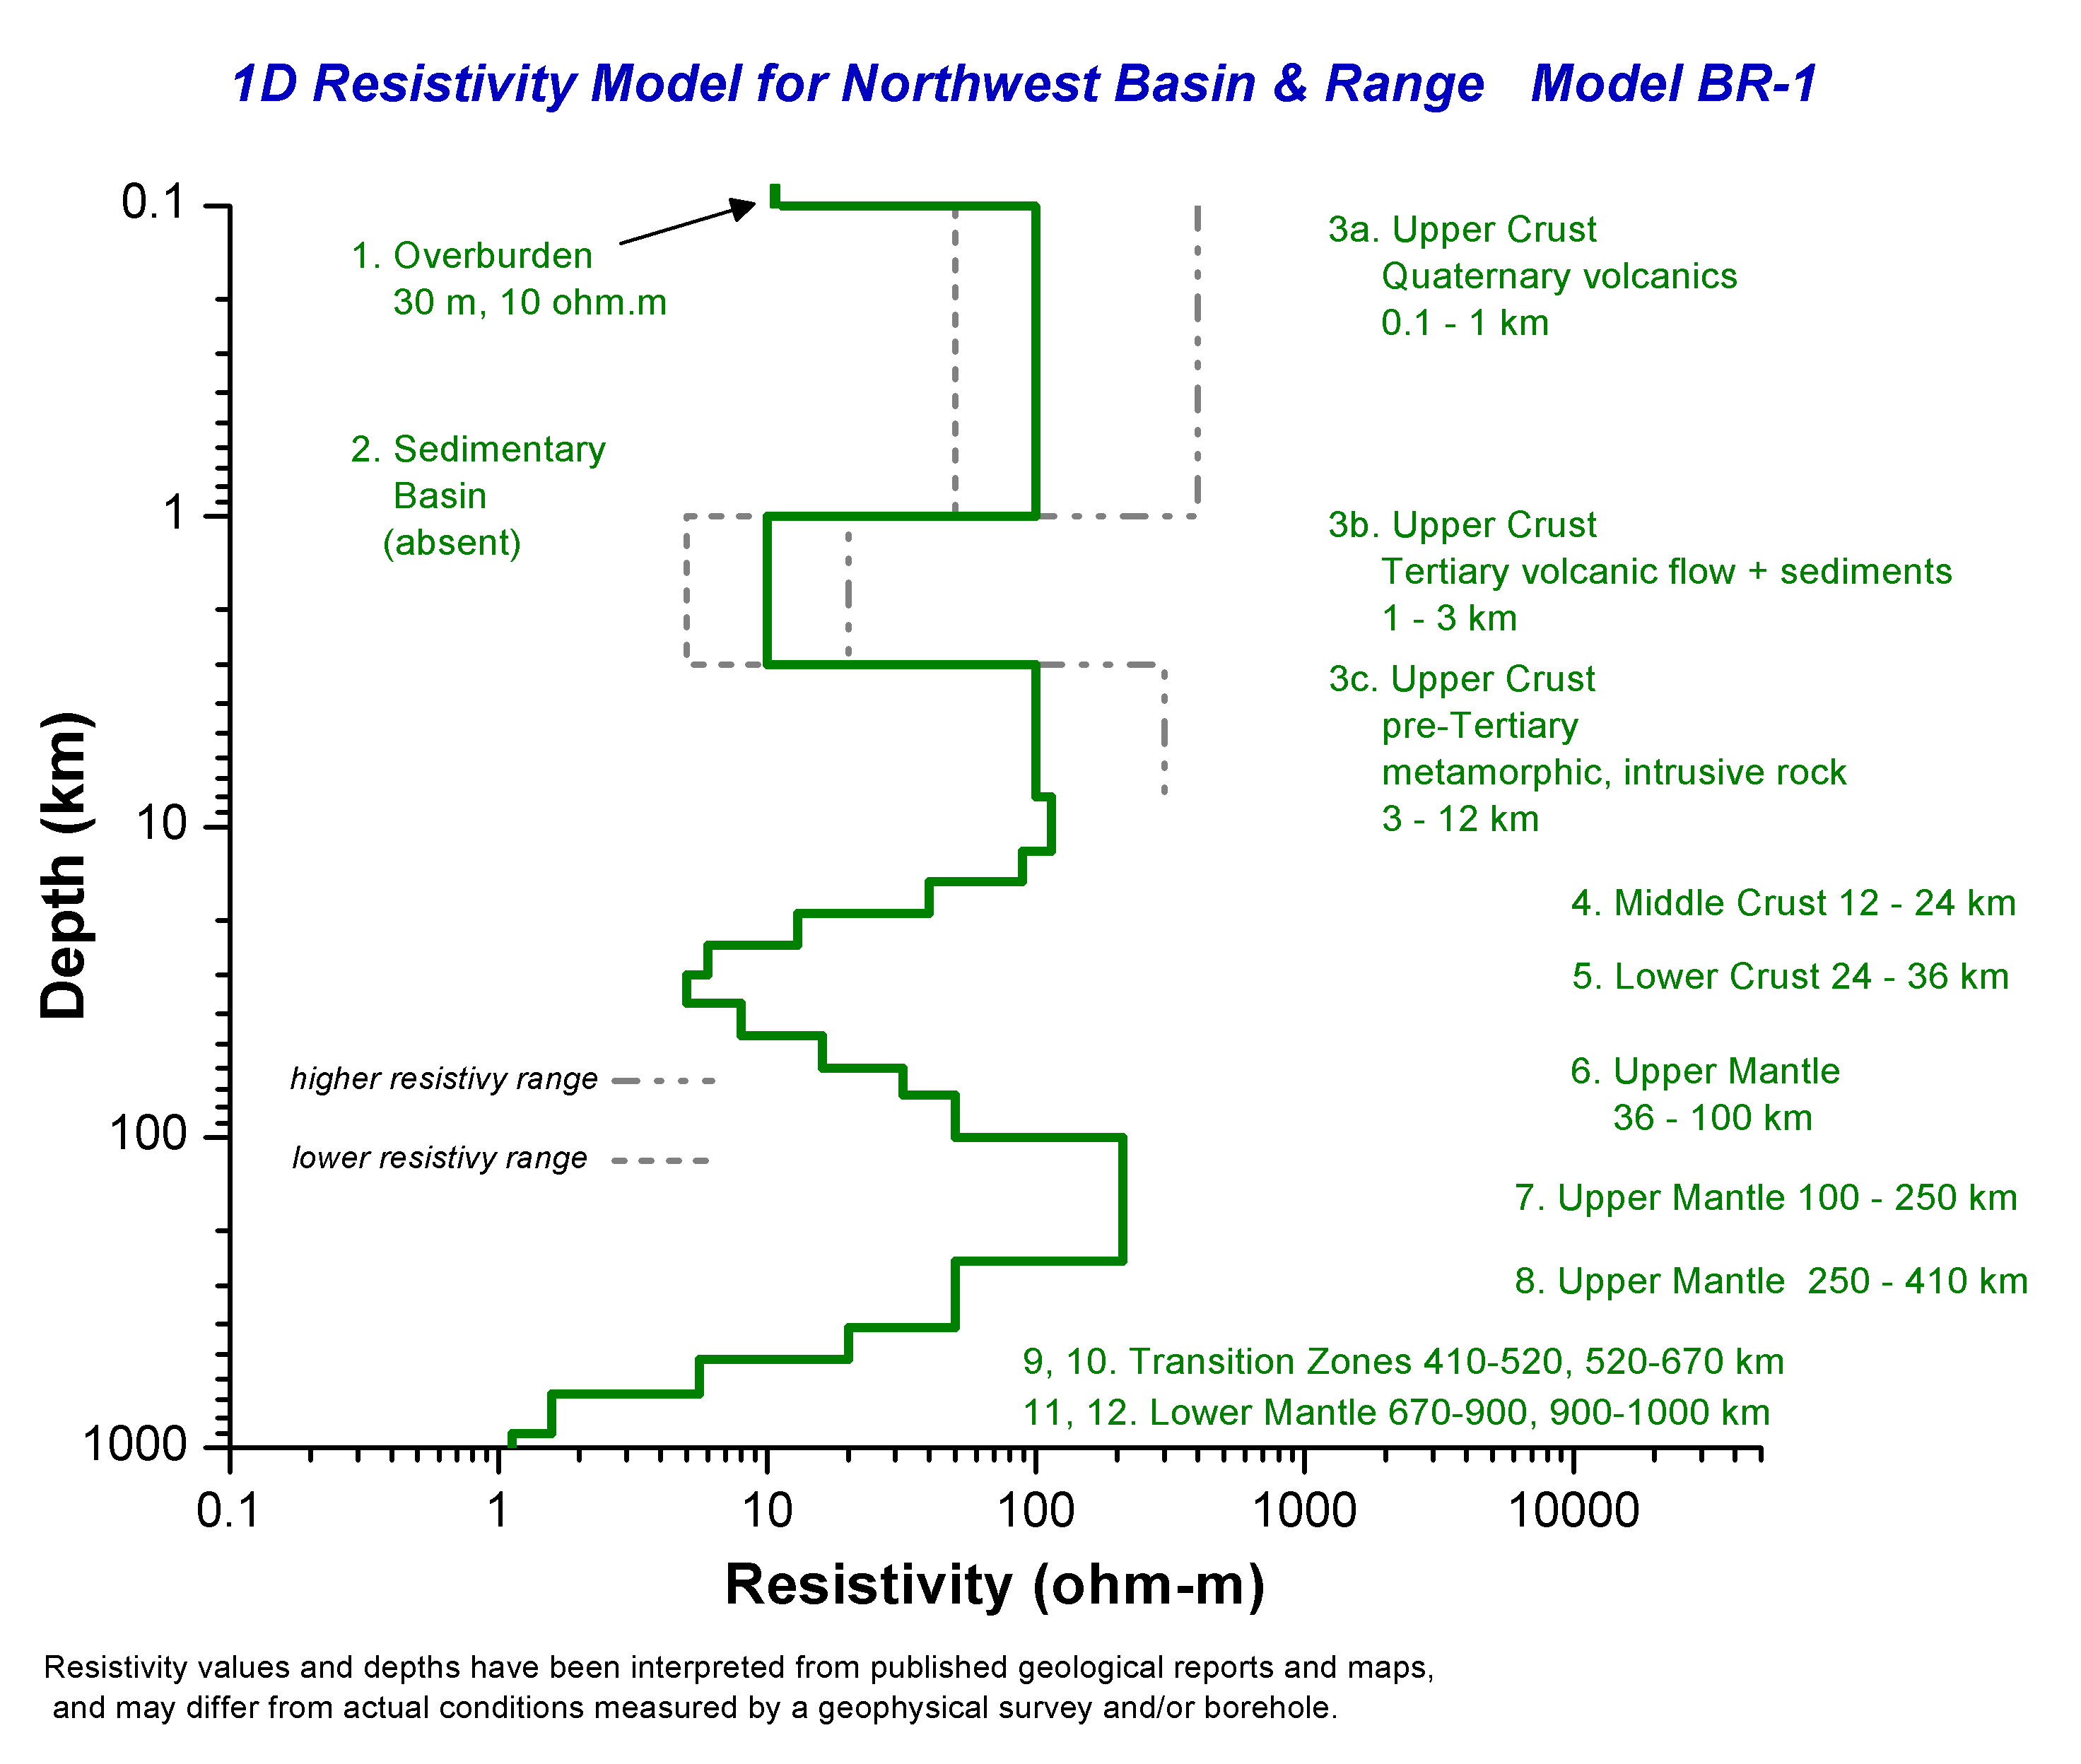 1D Resistivity Model for Northwest Basin & Range   Model BR-1
0.1
1. Overburden
30 m, 10 ohm.m
3a. Upper Crust
Quaternary volcanics
0.1 - 1 km
2. Sedimentary
Basin
(absent)
1
3b. Upper Crust
Tertiary volcanic flow + sediments
1 - 3 km
3c. Upper Crust
pre-Tertiary
metamorphic, intrusive rock
3 - 12 km
Depth (km)
10
4. Middle Crust 12 - 24 km
5. Lower Crust 24 - 36 km
higher resistivy range
6. Upper Mantle
36 - 100 km
100
lower resistivy range
7. Upper Mantle 100 - 250 km
8. Upper Mantle  250 - 410 km
9, 10. Transition Zones 410-520, 520-670 km
11, 12. Lower Mantle 670-900, 900-1000 km
1000
0.1 1 10 100 1000 10000
Resistivity (ohm-m)
Resistivity values and depths have been interpreted from published geological reports and maps,
and may differ from actual conditions measured by a geophysical survey and/or borehole.